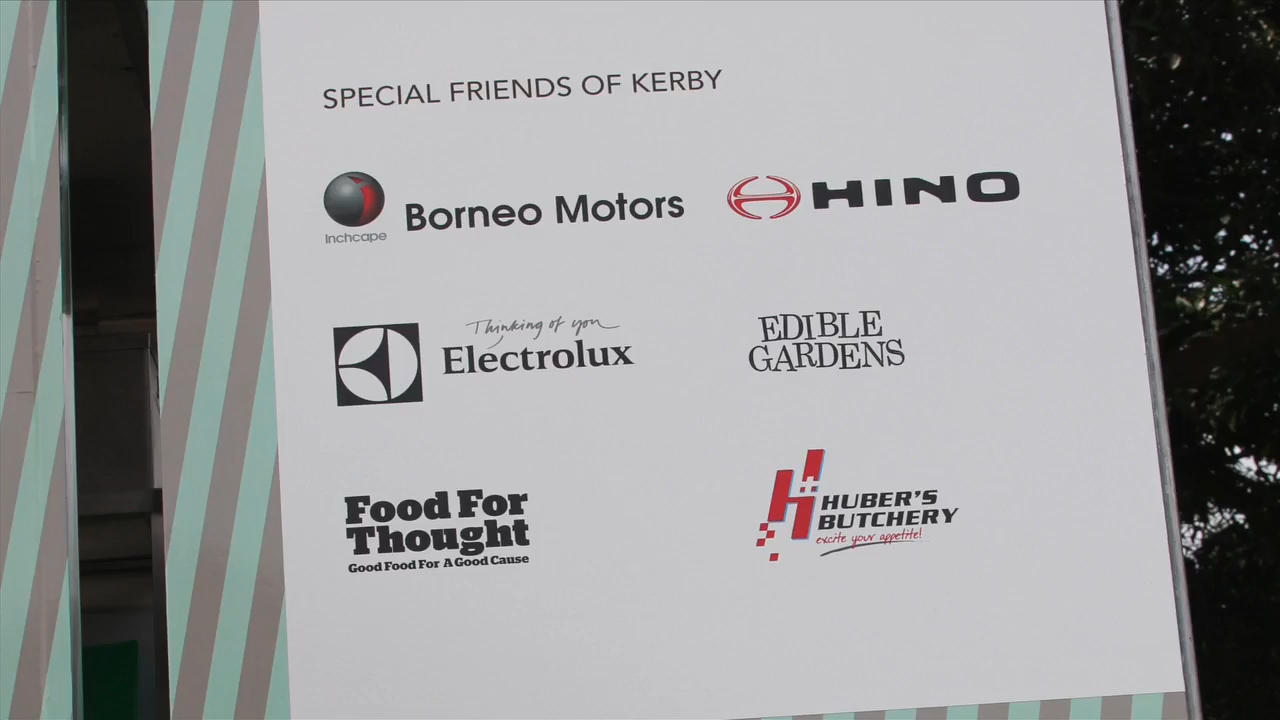 SPECIAL FRIENDS OF KERBY
Inchcape
Borneo Motors
HINO
Thinking of you
Electrolux
EDIBLE
GARDENS
Food For
Thought
Good Food For A Good Cause
HUBER'S
BUTCHERY
excite your appetite!